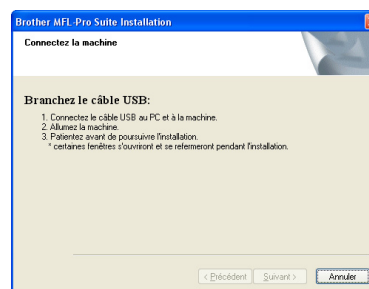 Brother MFL-Pro Suite Installation
Connectez la machine
Branchez le câble USB:
1. Connectez le câble USB au PC et à la machine.
2. Allumez la machine.
3. Patientez avant de poursuivre l'installation.
* certaines fenêtres s'ouvriront et se refermeront pendant l'installation.
< Précédent Suivant > Annuler